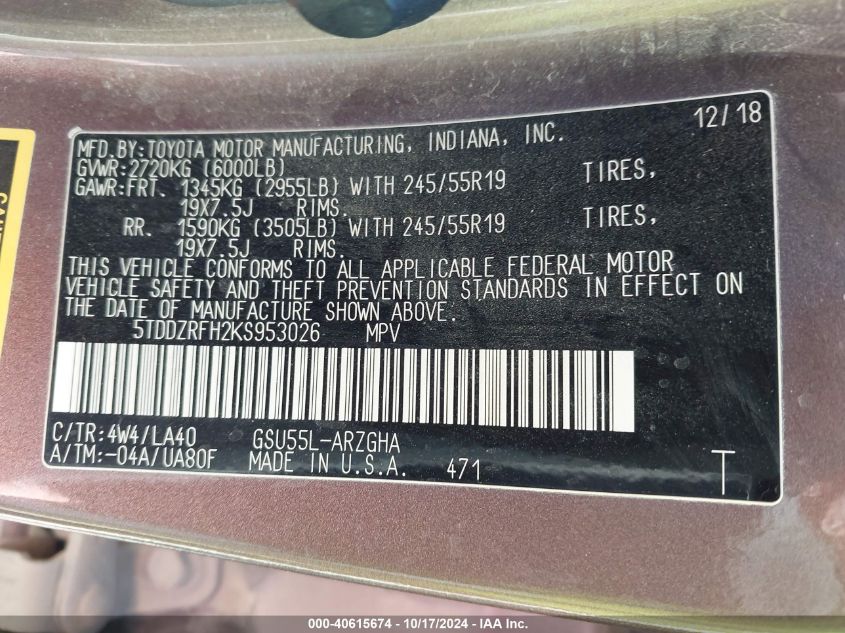 12/18
MFD.BY:TOYOTA MOTOR MANUFACTURING, INDIANA, INC.
GVWR:2720KG (6000LB)
GAWR:FRT. 1345KG (2955LB) WITH 245/55R19 TIRES,
19X7.5J RIMS.
RR. 1590KG (3505LB) WITH 245/55R19 TIRES,
19X7.5J RIMS.
THIS VEHICLE CONFORMS TO ALL APPLICABLE FEDERAL MOTOR
VEHICLE SAFETY AND THEFT PREVENTION STANDARDS IN EFFECT ON
THE DATE OF MANUFACTURE SHOWN ABOVE.
5TDDZRFH2KS953026 MPV
C/TR:4W4/LA40 GSU55L-ARZGHA
A/TM:-04A/UA80F MADE IN U.S.A. 471 T
000-40615674 - 10/17/2024 - IAA Inc.